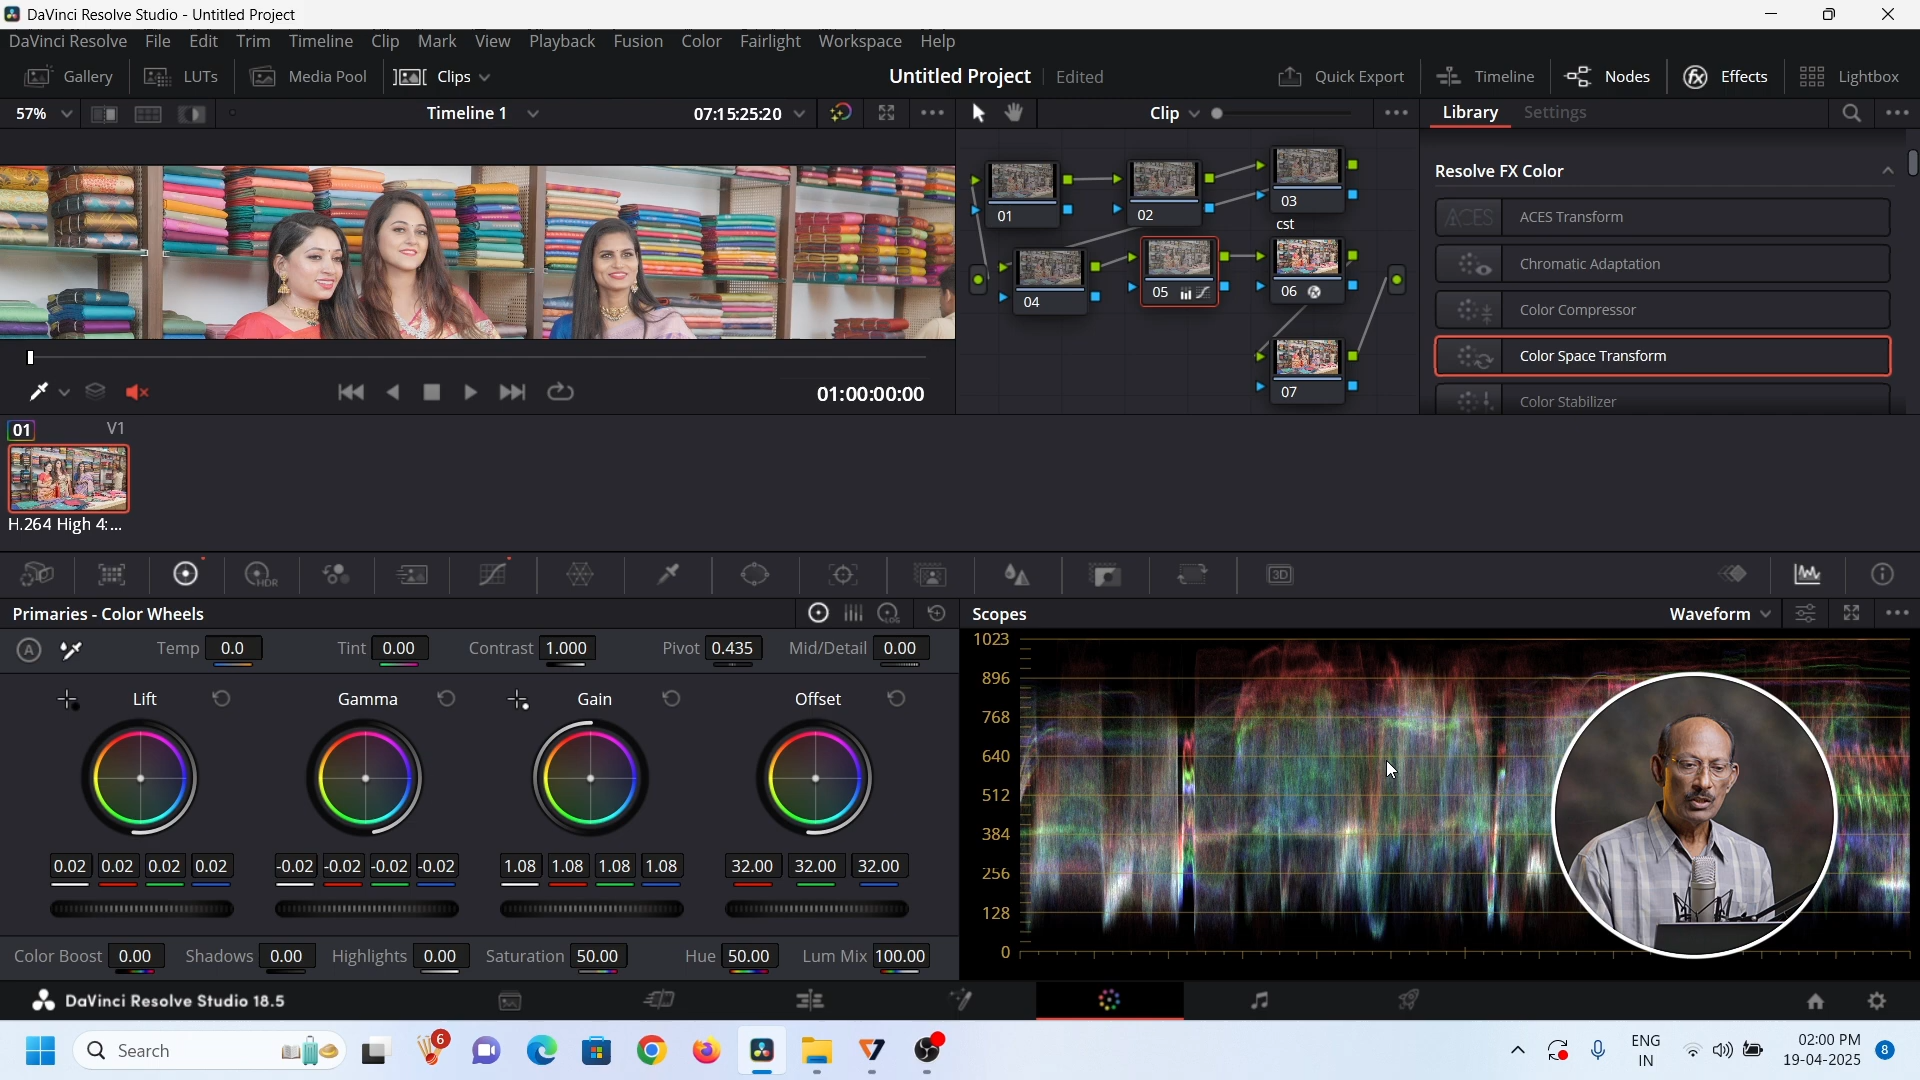 DaVinci Resolve Studio - Untitled Project
DaVinci Resolve File Edit Trim Timeline Clip Mark View Playback Fusion Color Fairlight Workspace Help
Gallery LUTs Media Pool Clips Untitled Project Edited Quick Export Timeline Nodes Effects Lightbox
57% Timeline 1 07:15:25:20 Clip Library Settings
Resolve FX Color
ACES ACES Transform
Chromatic Adaptation
Color Compressor
Color Space Transform
Color Stabilizer
01 02 03
cst
04 05 06
07
01:00:00:00
01 V1
H.264 High 4:...
HDR 3D
Primaries - Color Wheels LOG Scopes Waveform
A Temp 0.0 Tint 0.00 Contrast 1.000 Pivot 0.435 Mid/Detail 0.00
Lift Gamma Gain Offset
0.02 0.02 0.02 0.02 -0.02 -0.02 -0.02 -0.02 1.08 1.08 1.08 1.08 32.00 32.00 32.00
Color Boost 0.00 Shadows 0.00 Highlights 0.00 Saturation 50.00 Hue 50.00 Lum Mix 100.00
1023
896
768
640
512
384
256
128
0
DaVinci Resolve Studio 18.5
Search 6 ENG
IN
02:00 PM
19-04-2025
8